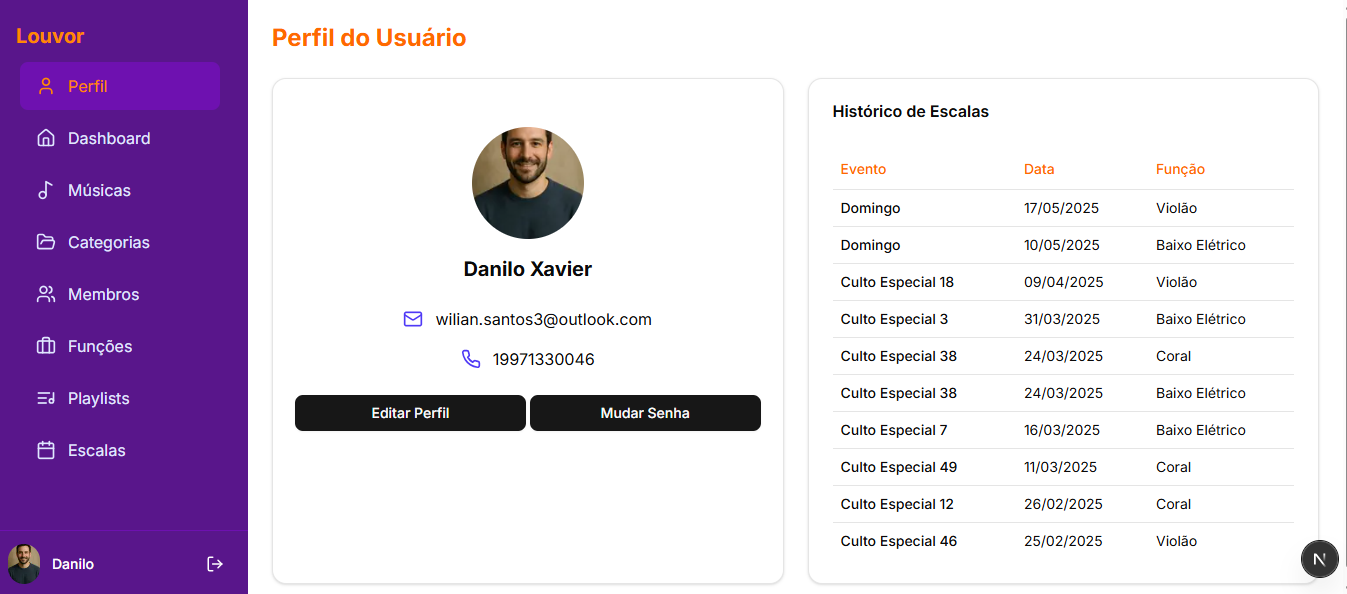 Louvor
Perfil
Dashboard
Músicas
Categorias
Membros
Funções
Playlists
Escalas
Danilo
Perfil do Usuário
Danilo Xavier
wilian.santos3@outlook.com
19971330046
Editar Perfil Mudar Senha
Histórico de Escalas
Evento Data Função
Domingo 17/05/2025 Violão
Domingo 10/05/2025 Baixo Elétrico
Culto Especial 18 09/04/2025 Violão
Culto Especial 3 31/03/2025 Baixo Elétrico
Culto Especial 38 24/03/2025 Coral
Culto Especial 38 24/03/2025 Baixo Elétrico
Culto Especial 7 16/03/2025 Baixo Elétrico
Culto Especial 49 11/03/2025 Coral
Culto Especial 12 26/02/2025 Coral
Culto Especial 46 25/02/2025 Violão
N